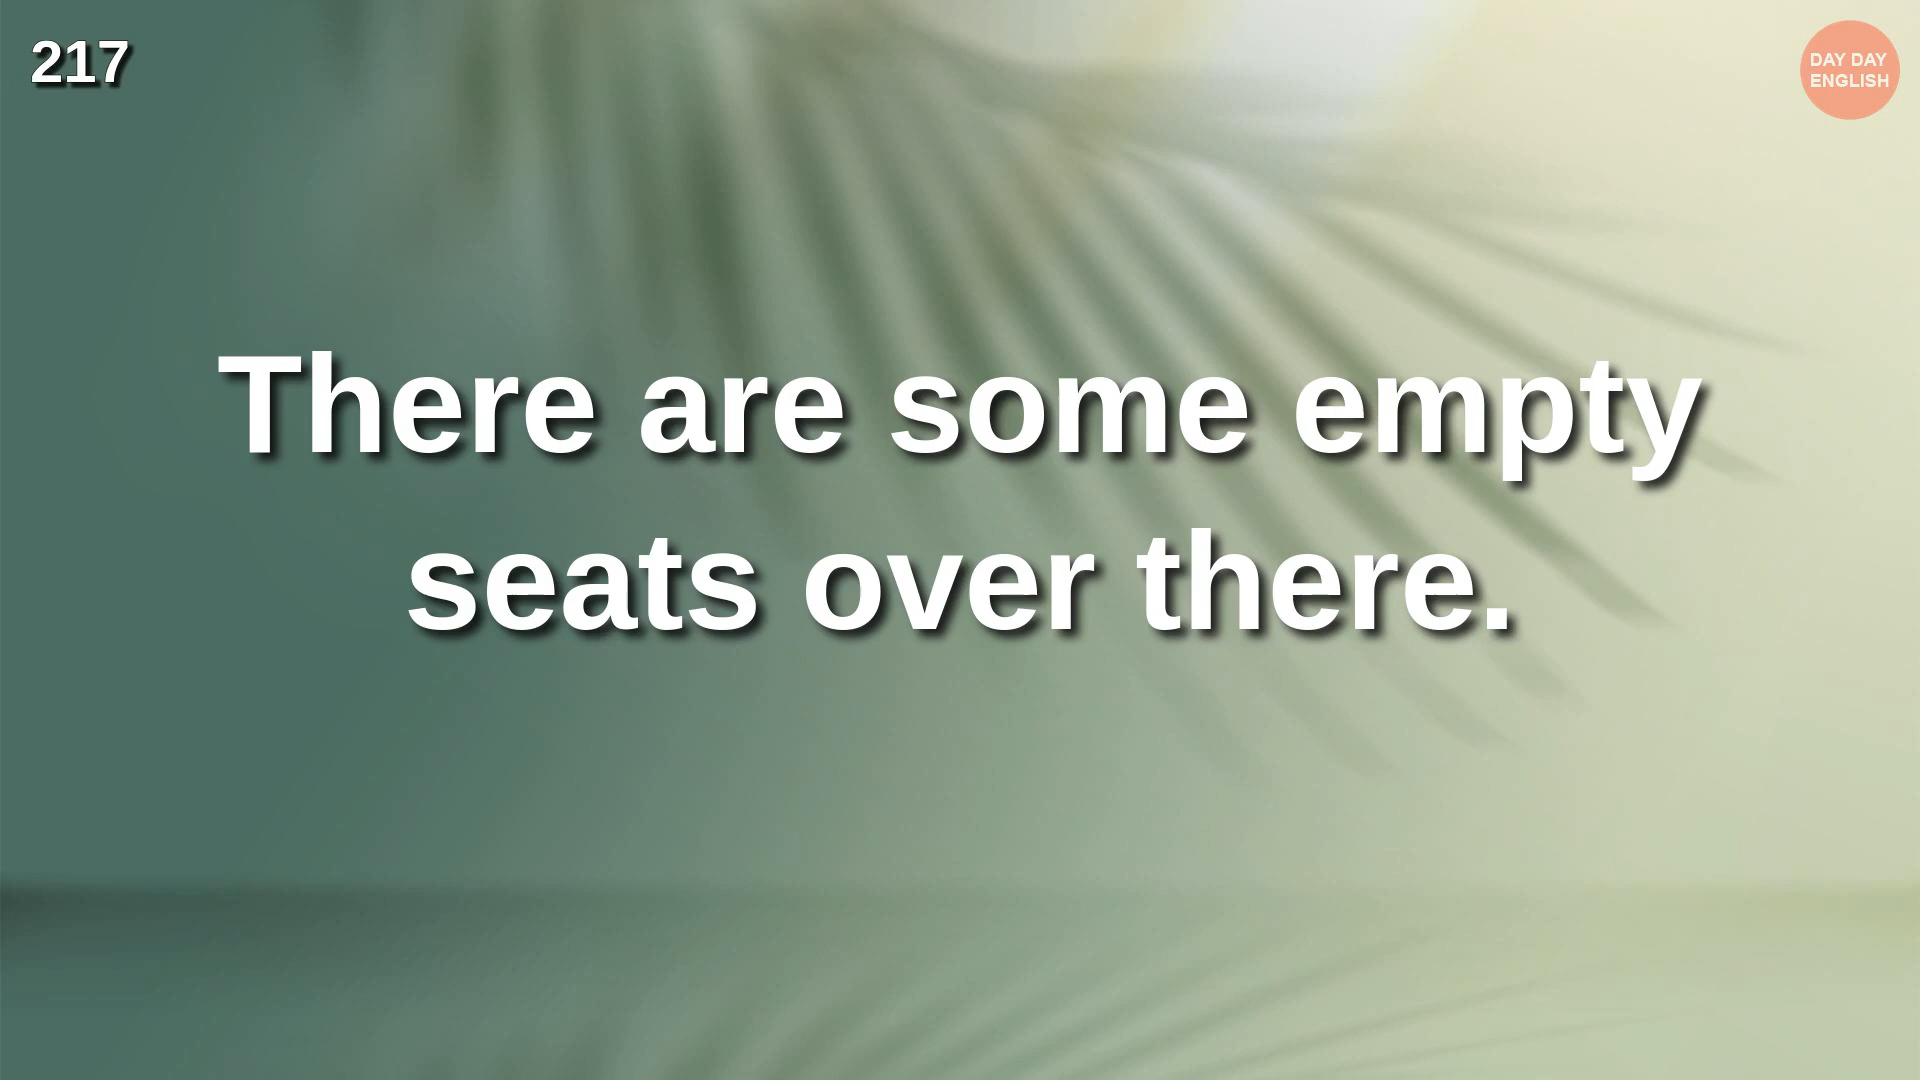 217
DAY DAY
ENGLISH
There are some empty
seats over there.